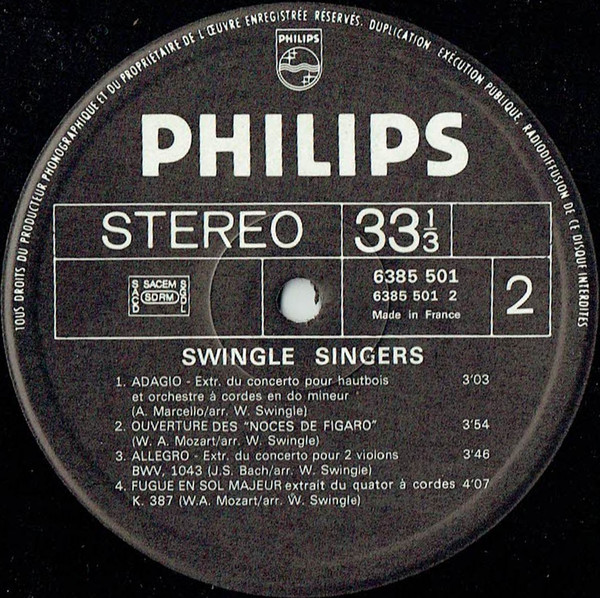 TOUS DROITS DU PRODUCTEUR PHONOGRAPHIQUE ET DU PROPRIÉTAIRE DE L'ŒUVRE ENREGISTRÉE RÉSERVÉS. DUPLICATION, EXÉCUTION PUBLIQUE, RADIODIFFUSION DE CE DISQUE INTERDITES
PHILIPS
PHILIPS
STEREO 33 1/3
SACEM
SACD SDRM SGDL
6385 501
6385 501 2
Made in France
2
SWINGLE SINGERS
1. ADAGIO - Extr. du concerto pour hautbois 3'03
et orchestre à cordes en do mineur
(A. Marcello/arr. W. Swingle)
2. OUVERTURE DES "NOCES DE FIGARO" 3'54
(W. A. Mozart/arr. W. Swingle)
3. ALLEGRO - Extr. du concerto pour 2 violons 3'46
BWV, 1043 (J.S. Bach/arr. W. Swingle)
4. FUGUE EN SOL MAJEUR extrait du quator à cordes 4'07
K. 387 (W.A. Mozart/arr. W. Swingle)